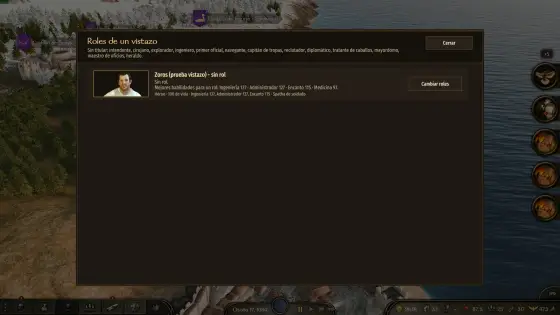 Roles de un vistazo
Sin titular: intendente, cirujano, explorador, ingeniero, primer oficial, navegante, capitán de tropas, reclutador, diplomático, tratante de caballos, mayordomo,
maestro de oficios, heraldo.
Cerrar
Zoros (prueba vistazo) - sin rol
Sin rol.
Mejores habilidades para un rol: Ingeniería 131 · Administrador 127 · Encanto 115 · Medicina 93.
Cambiar roles